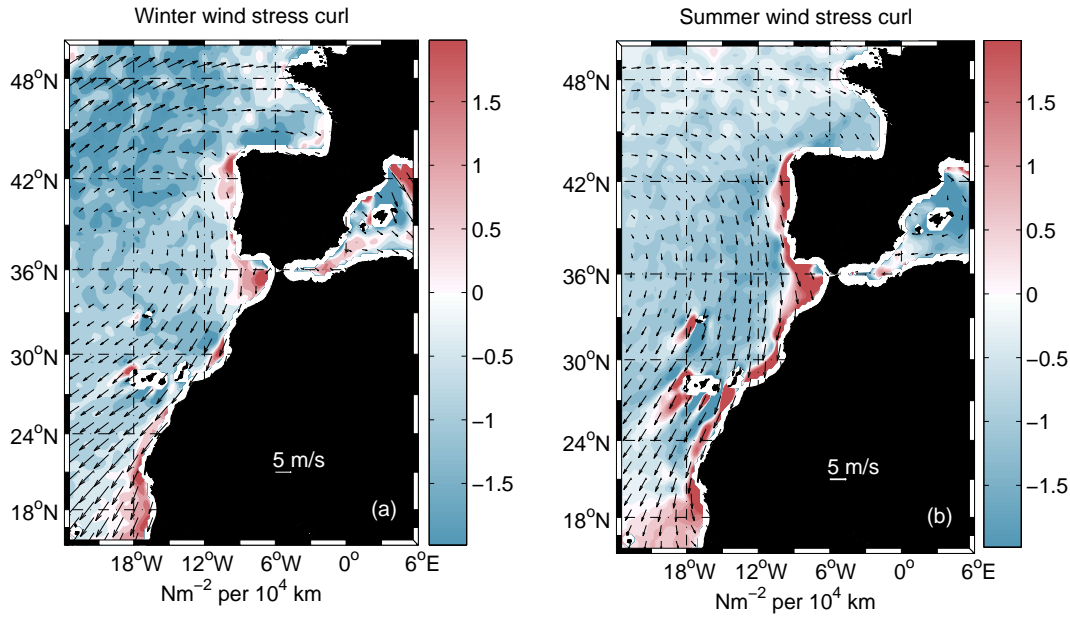 Winter wind stress curl
48°N
42°N
36°N
30°N
24°N
18°N
18°W
12°W
6°W
0°
6°E
Nm⁻² per 10⁴ km
5 m/s
(a)
1.5
1
0.5
0
−0.5
−1
−1.5
Summer wind stress curl
48°N
42°N
36°N
30°N
24°N
18°N
18°W
12°W
6°W
0°
6°E
Nm⁻² per 10⁴ km
5 m/s
(b)
1.5
1
0.5
0
−0.5
−1
−1.5